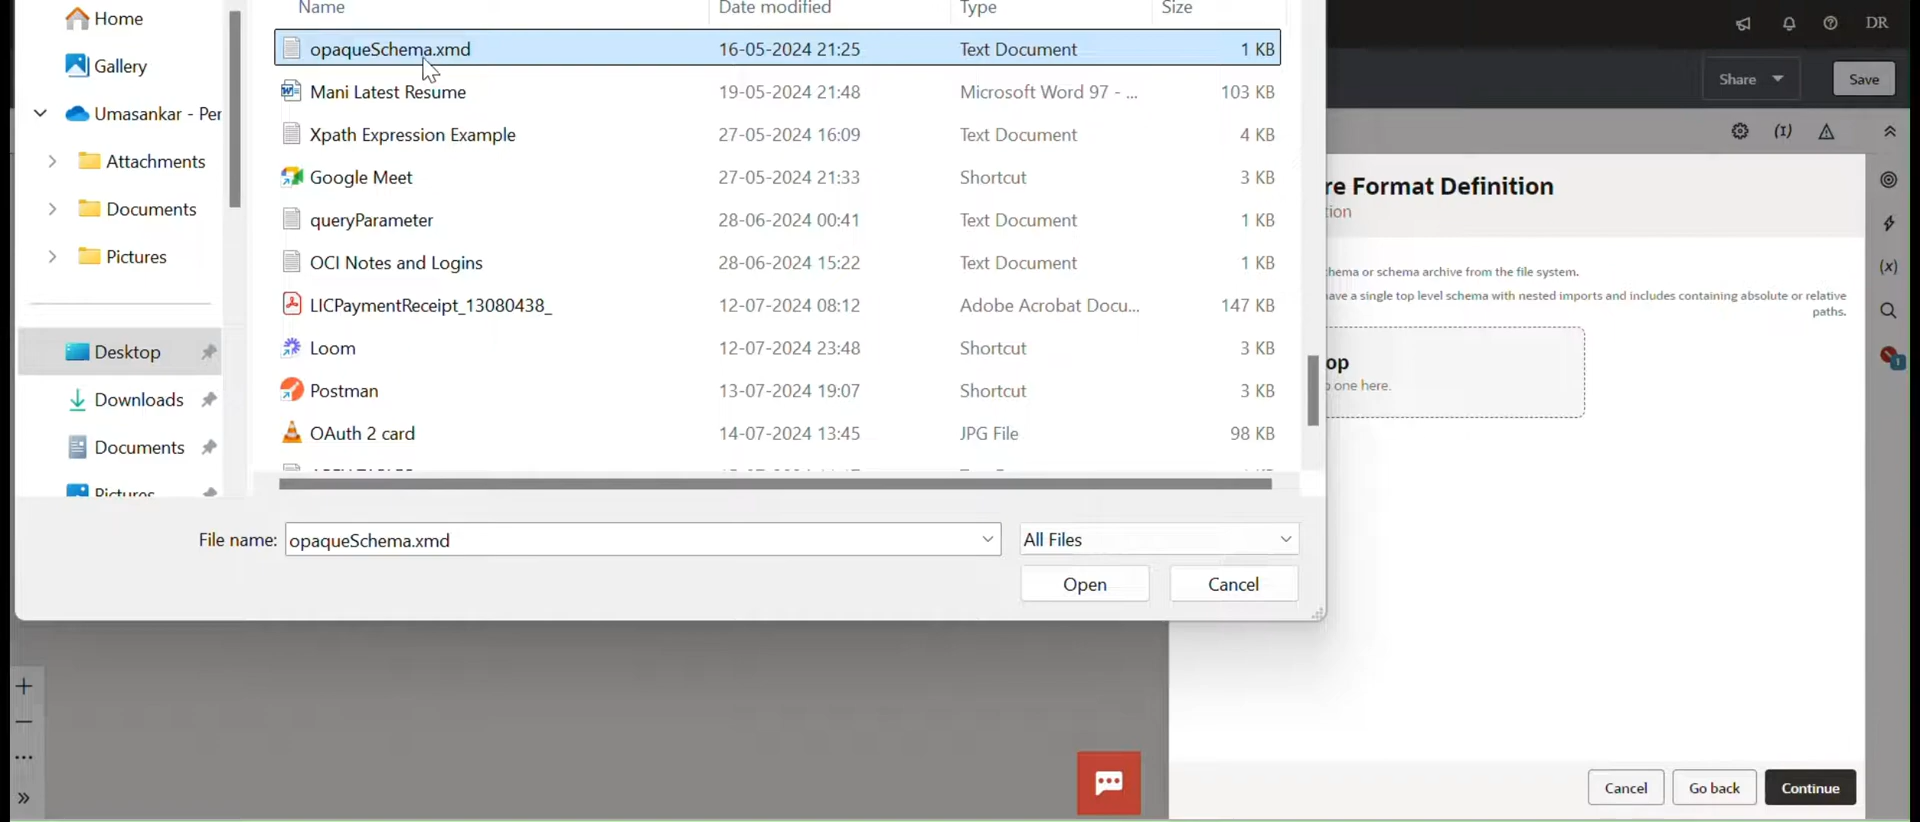 Name Date modified Type Size
Home
opaqueSchema.xmd 16-05-2024 21:25 Text Document 1 KB
Gallery
Mani Latest Resume 19-05-2024 21:48 Microsoft Word 97 - ... 103 KB
Umasankar - Per
Xpath Expression Example 27-05-2024 16:09 Text Document 4 KB
Attachments
Google Meet 27-05-2024 21:33 Shortcut 3 KB
Documents
queryParameter 28-06-2024 00:41 Text Document 1 KB
Pictures
OCI Notes and Logins 28-06-2024 15:22 Text Document 1 KB
LICPaymentReceipt_13080438_ 12-07-2024 08:12 Adobe Acrobat Docu... 147 KB
Desktop
Loom 12-07-2024 23:48 Shortcut 3 KB
Downloads
Postman 13-07-2024 19:07 Shortcut 3 KB
Documents
OAuth 2 card 14-07-2024 13:45 JPG File 98 KB
Pictures
File name: opaqueSchema.xmd All Files
Open Cancel
DR
Share Save
(I)
re Format Definition
tion
(x)
hema or schema archive from the file system.
ave a single top level schema with nested imports and includes containing absolute or relative
paths.
op
one here.
1
Cancel Go back Continue